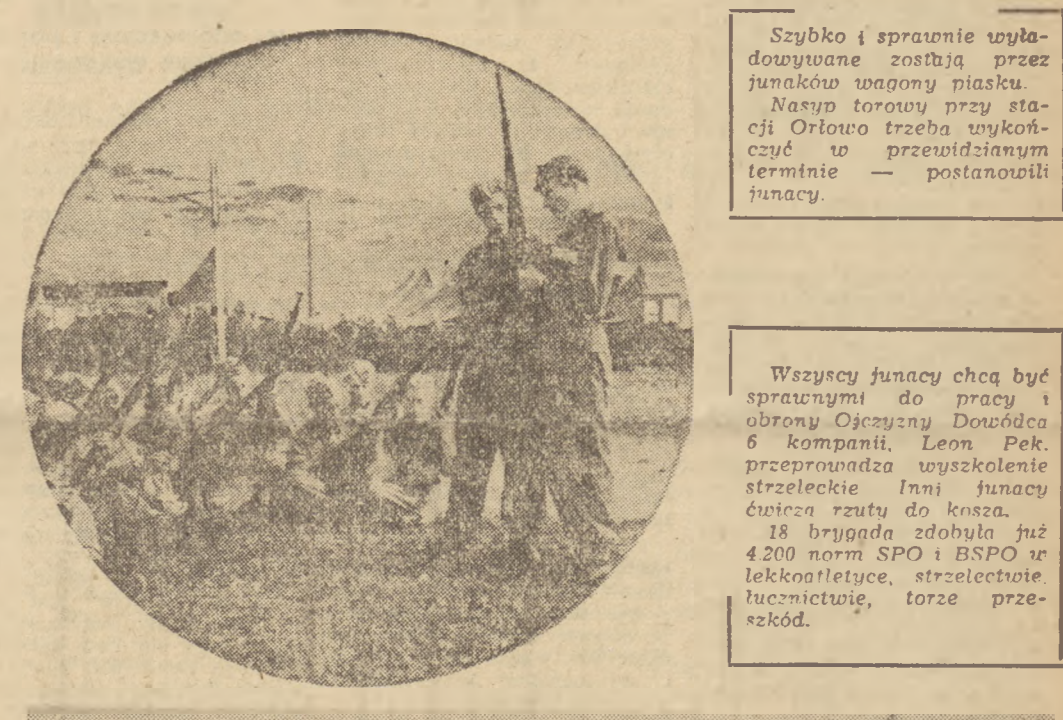 Szybko i sprawnie wyła-
dowywane zostają przez
junaków wagony piasku.
Nasyp torowy przy sta-
cji Orłowo trzeba wykoń-
czyć w przewidzianym
terminie — postanowili
junacy.
Wszyscy junacy chcą być
sprawnymi do pracy i
obrony Ojczyzny Dowódca
6 kompanii, Leon Pek.
przeprowadza wyszkolenie
strzeleckie Inni junacy
ćwiczą rzuty do kosza.
18 brygada zdobyła już
4.200 norm SPO i BSPO w
lekkoatletyce, strzelectwie,
łucznictwie, torze prze-
szkód.